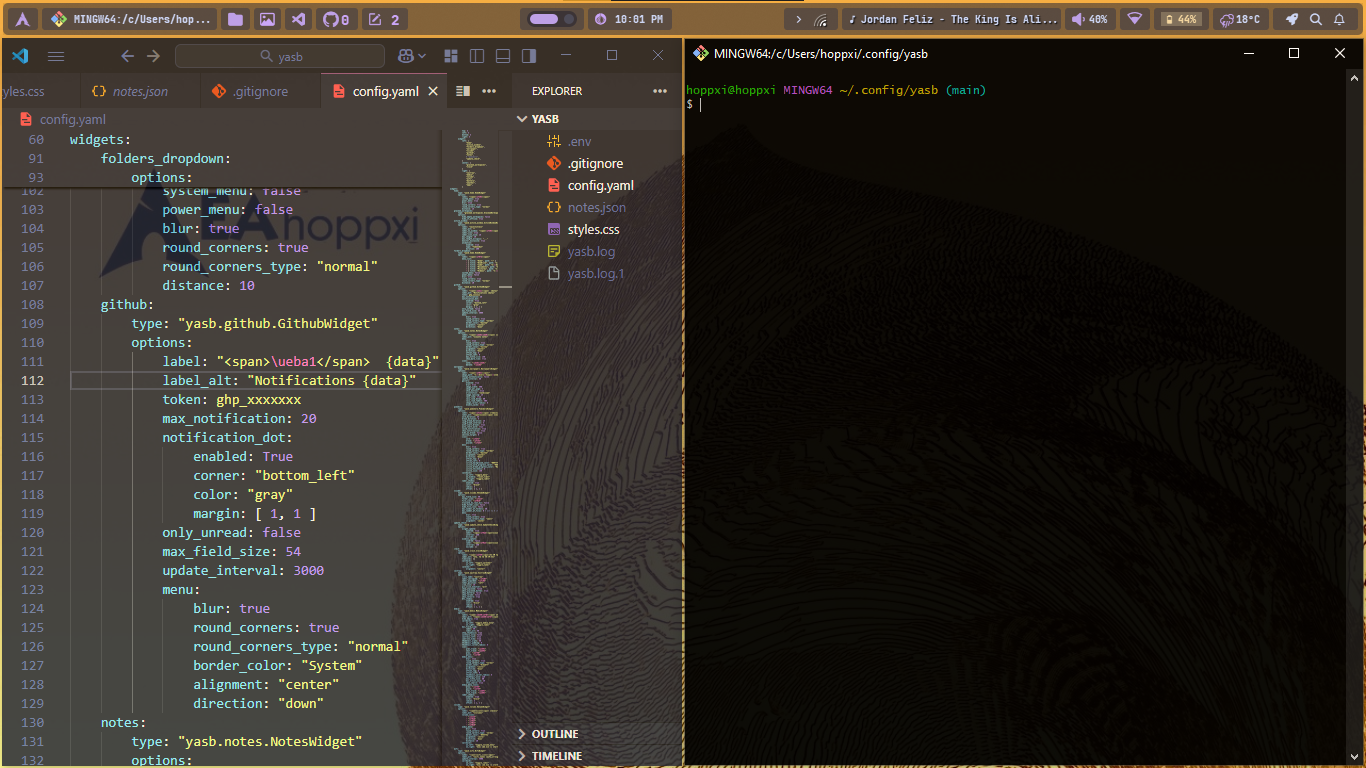 MINGW64:/c/Users/hop...
0
2
10:01 PM
Jordan Feliz - The King Is Ali...
40%
44%
18°C
yasb
MINGW64:/c/Users/hoppxi/.config/yasb
tyles.css
notes.json
.gitignore
config.yaml
EXPLORER
config.yaml
60 widgets:
91 folders_dropdown:
93 options:
102 system_menu: false
103 power_menu: false
104 blur: true
105 round_corners: true
106 round_corners_type: "normal"
107 distance: 10
108 github:
109 type: "yasb.github.GithubWidget"
110 options:
111 label: "<span>\ueba1</span>  {data}"
112 label_alt: "Notifications {data}"
113 token: ghp_xxxxxxx
114 max_notification: 20
115 notification_dot:
116 enabled: True
117 corner: "bottom_left"
118 color: "gray"
119 margin: [ 1, 1 ]
120 only_unread: false
121 max_field_size: 54
122 update_interval: 3000
123 menu:
124 blur: true
125 round_corners: true
126 round_corners_type: "normal"
127 border_color: "System"
128 alignment: "center"
129 direction: "down"
130 notes:
131 type: "yasb.notes.NotesWidget"
132 options:
EAhoppxi
YASB
.env
.gitignore
config.yaml
notes.json
styles.css
yasb.log
yasb.log.1
OUTLINE
TIMELINE
hoppxi@hoppxi MINGW64 ~/.config/yasb (main)
$